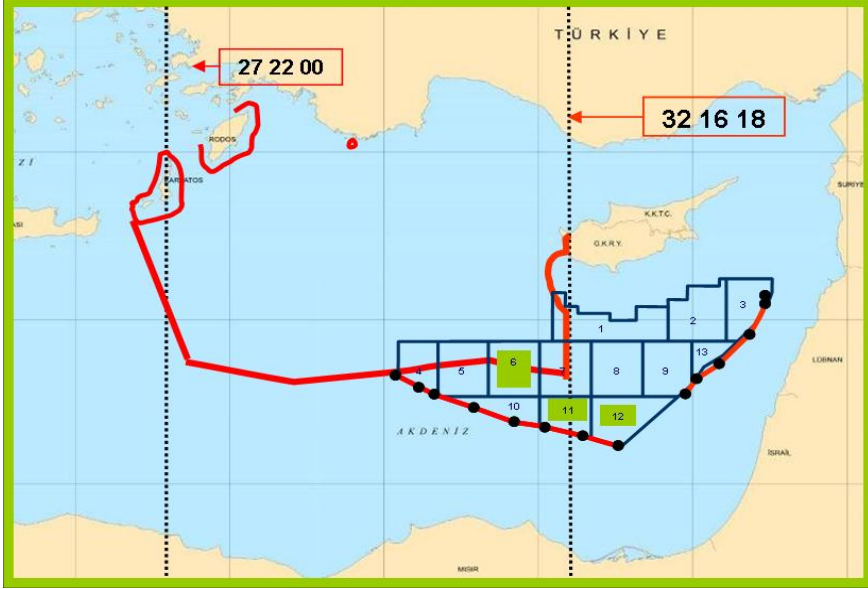 TÜRKİYE
27 22 00
32 16 18
RODOS
ZI
SURİYE
K.K.T.C.
G.K.R.Y.
3
2
1
13
6
4
5
7
8
9
LÜBNAN
10
11
12
AKDENİZ
İSRAİL
MISIR